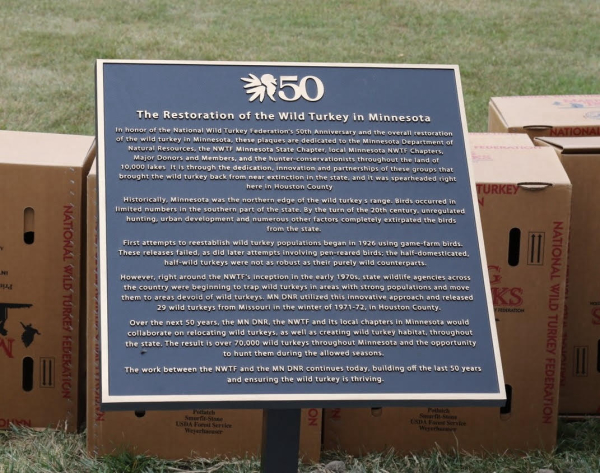 50
The Restoration of the Wild Turkey in Minnesota
In honor of the National Wild Turkey Federation's 50th Anniversary and the overall restoration
of the wild turkey in Minnesota, these plaques are dedicated to the Minnesota Department of
Natural Resources, the NWTF Minnesota State Chapter, local Minnesota NWTF Chapters,
Major Donors and Members, and the hunter-conservationists throughout the land of
10,000 lakes. It is through the dedication, innovation and partnerships of these groups that
brought the wild turkey back from near extinction in the state, and it was spearheaded right
here in Houston County
Historically, Minnesota was the northern edge of the wild turkey's range. Birds occurred in
limited numbers in the southern part of the state. By the turn of the 20th century, unregulated
hunting, urban development and numerous other factors, completely extirpated the birds
from the state.
First attempts to reestablish wild turkey populations began in 1926 using game-farm birds.
These releases failed, as did later attempts involving pen-reared birds; the half-domesticated,
half-wild turkeys were not as robust as their purely wild counterparts.
However, right around the NWTF's inception in the early 1970s, state wildlife agencies across
the country were beginning to trap wild turkeys in areas with strong populations and move
them to areas devoid of wild turkeys. MN DNR utilized this innovative approach and released
29 wild turkeys from Missouri in the winter of 1971-72, in Houston County.
Over the next 50 years, the MN DNR, the NWTF and its local chapters in Minnesota would
collaborate on relocating wild turkeys, as well as creating wild turkey habitat, throughout
the state. The result is over 70,000 wild turkeys throughout Minnesota and the opportunity
to hunt them during the allowed seasons.
The work between the NWTF and the MN DNR continues today, building off the last 50 years
and ensuring the wild turkey is thriving.
NATIONAL WILD TURKEY FEDERATION
NATIONAL
TURKEY
NATIONAL WILD TURKEY FEDERATION
Potlatch
Smurfit-Stone
USDA Forest Service
Weyerhaeuser
Potlatch
Smurfit-Stone
USDA Forest Service
Weyerhaeuser